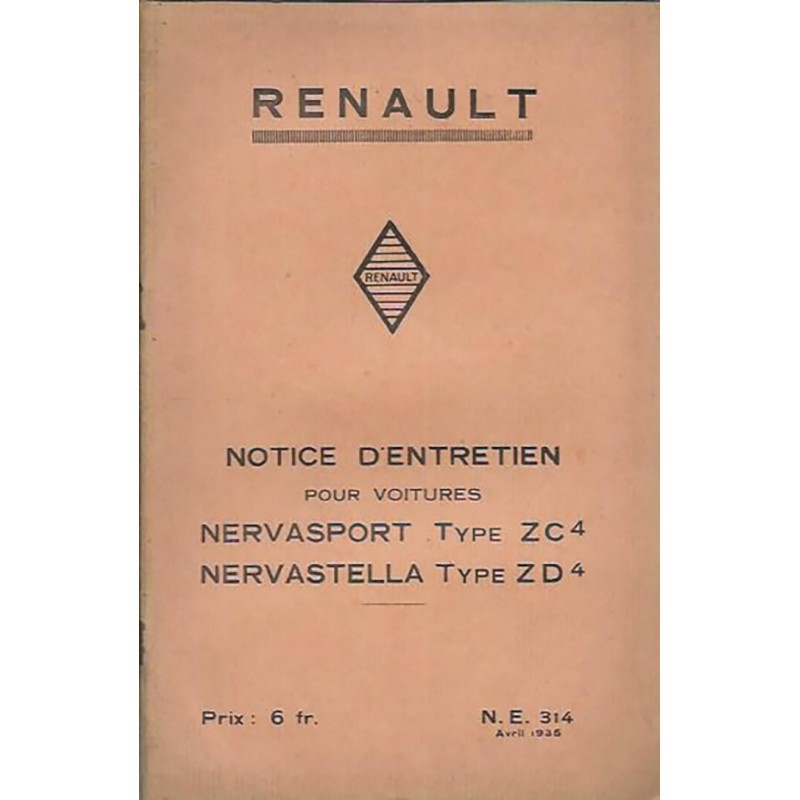 RENAULT
RENAULT
NOTICE D'ENTRETIEN
POUR VOITURES
NERVASPORT TYPE ZC4
NERVASTELLA TYPE ZD4
Prix : 6 fr.
N. E. 314
Avril 1935